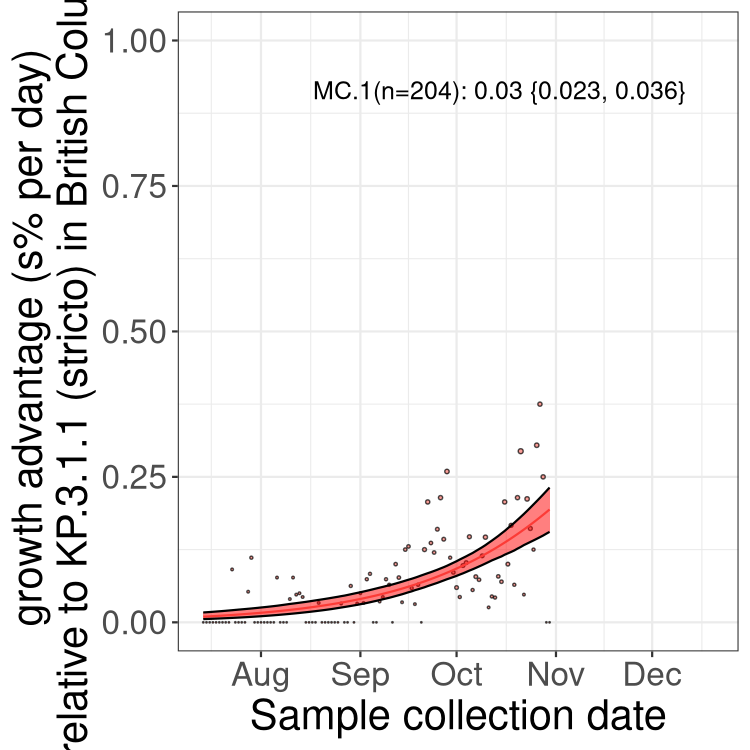 growth advantage (s% per day)
relative to KP.3.1.1 (stricto) in British Colu
1.00
0.75
0.50
0.25
0.00
MC.1(n=204): 0.03 {0.023, 0.036}
Aug Sep Oct Nov Dec
Sample collection date